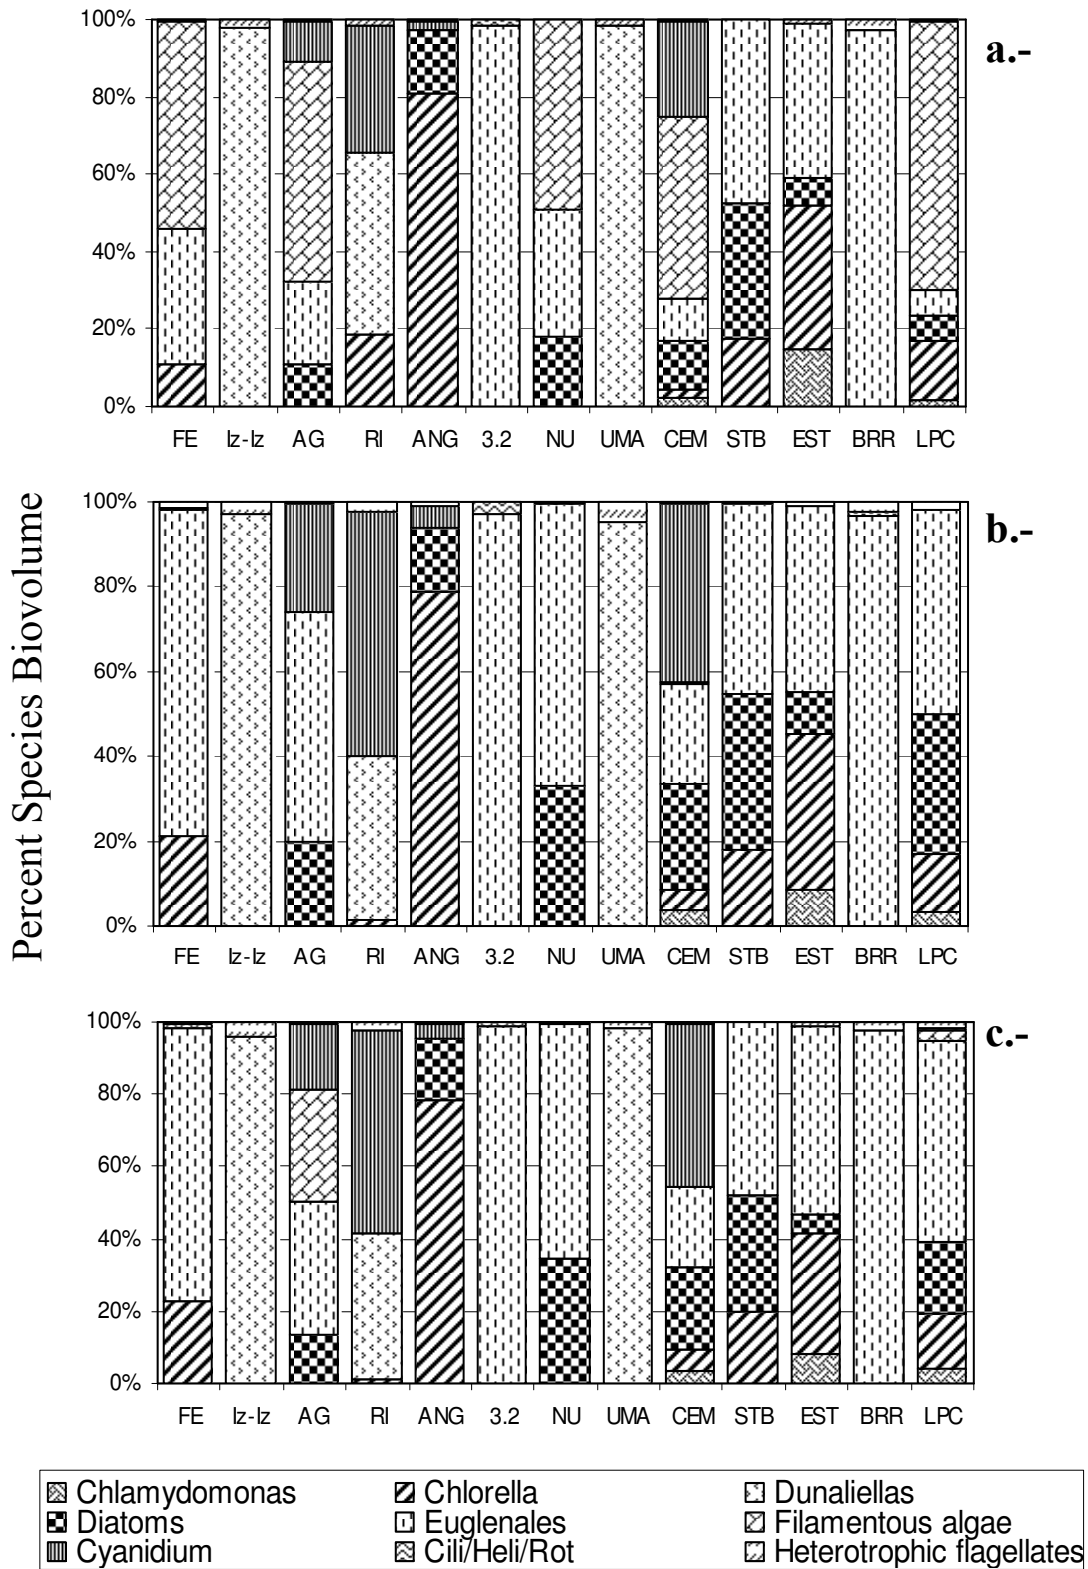 100%
80%
60%
40%
20%
0%
FE Iz-Iz AG RI ANG 3.2 NU UMA CEM STB EST BRR LPC
a.-
Percent Species Biovolume
100%
80%
60%
40%
20%
0%
FE Iz-Iz AG RI ANG 3.2 NU UMA CEM STB EST BRR LPC
b.-
100%
80%
60%
40%
20%
0%
FE Iz-Iz AG RI ANG 3.2 NU UMA CEM STB EST BRR LPC
c.-
Chlamydomonas Chlorella Dunaliellas
Diatoms Euglenales Filamentous algae
Cyanidium Cili/Heli/Rot Heterotrophic flagellates